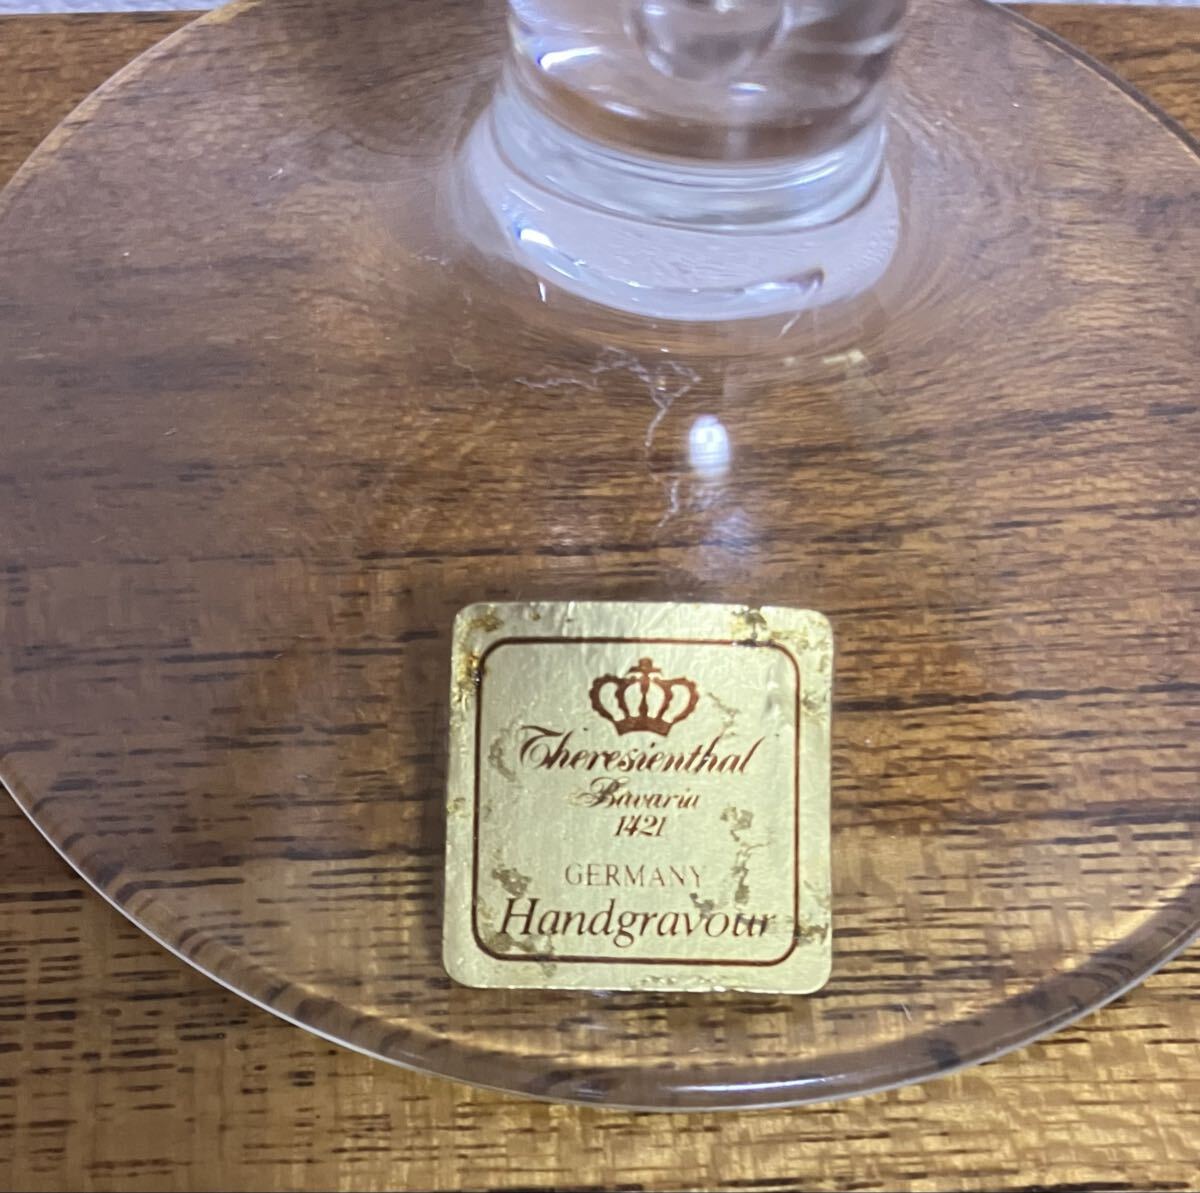 Theresienthal
Bavaria
1421
GERMANY
Handgravour